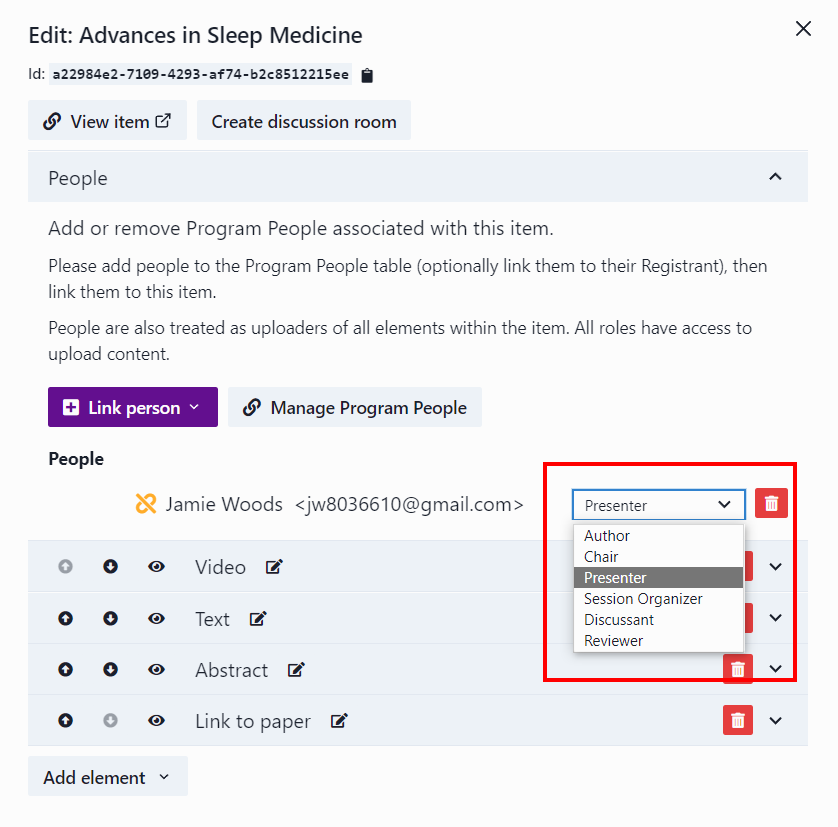 Edit: Advances in Sleep Medicine
Id: a22984e2-7109-4293-af74-b2c8512215ee
View item
Create discussion room
People
Add or remove Program People associated with this item.
Please add people to the Program People table (optionally link them to their Registrant), then
link them to this item.
People are also treated as uploaders of all elements within the item. All roles have access to
upload content.
Link person
Manage Program People
People
Jamie Woods <jw8036610@gmail.com>
Presenter
Author
Chair
Presenter
Session Organizer
Discussant
Reviewer
Video
Text
Abstract
Link to paper
Add element